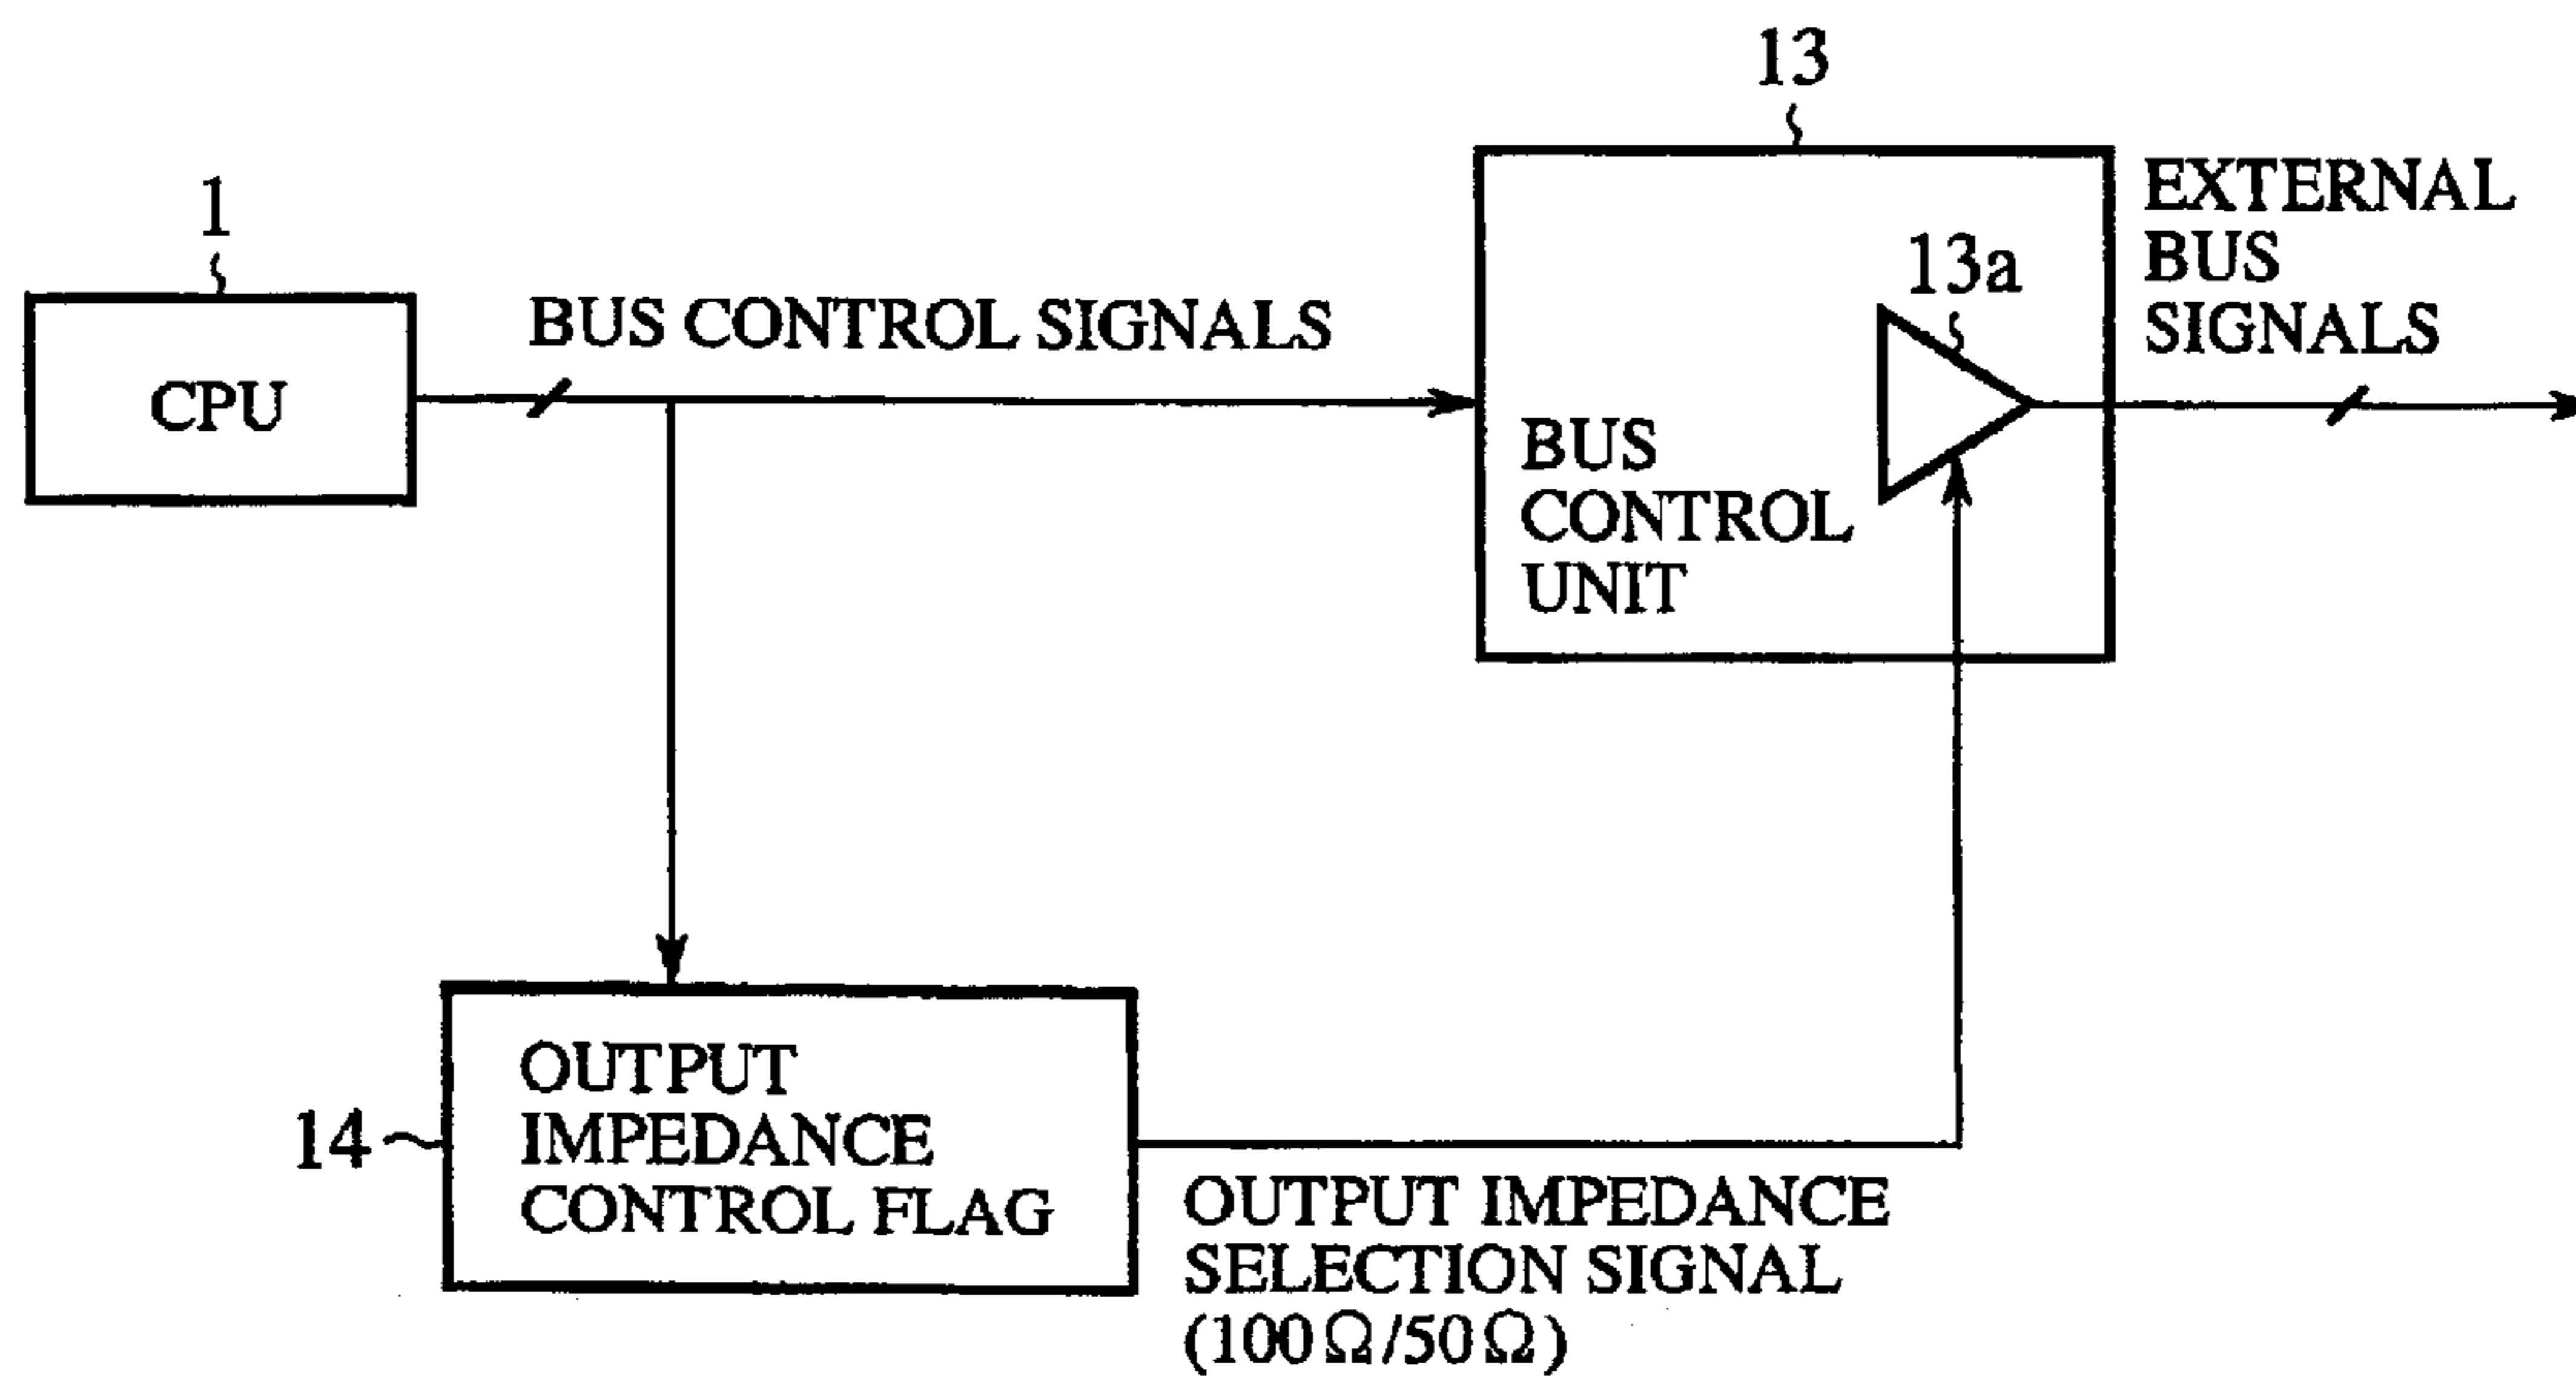 13
1
EXTERNAL
BUS
SIGNALS
13a
BUS CONTROL SIGNALS
CPU
BUS
CONTROL
UNIT
OUTPUT
IMPEDANCE
CONTROL FLAG
14
OUTPUT IMPEDANCE
SELECTION SIGNAL
(100Ω/50Ω)